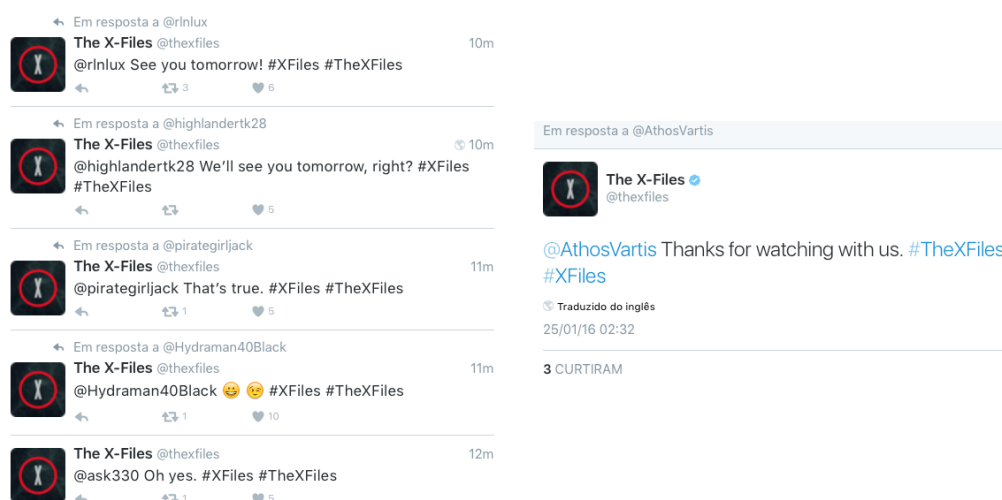 Em resposta a @rlnlux
The X-Files @thexfiles 10m
@rlnlux See you tomorrow! #XFiles #TheXFiles
3 6
Em resposta a @highlandertk28
The X-Files @thexfiles 10m
@highlandertk28 We'll see you tomorrow, right? #XFiles
#TheXFiles
5
Em resposta a @pirategirljack
The X-Files @thexfiles 11m
@pirategirljack That's true. #XFiles #TheXFiles
1 5
Em resposta a @Hydraman40Black
The X-Files @thexfiles 11m
@Hydraman40Black 😀 😉 #XFiles #TheXFiles
1 10
The X-Files @thexfiles 12m
@ask330 Oh yes. #XFiles #TheXFiles
1 5
Em resposta a @AthosVartis
The X-Files
@thexfiles
@AthosVartis Thanks for watching with us. #TheXFiles
#XFiles
Traduzido do inglês
25/01/16 02:32
3 CURTIRAM